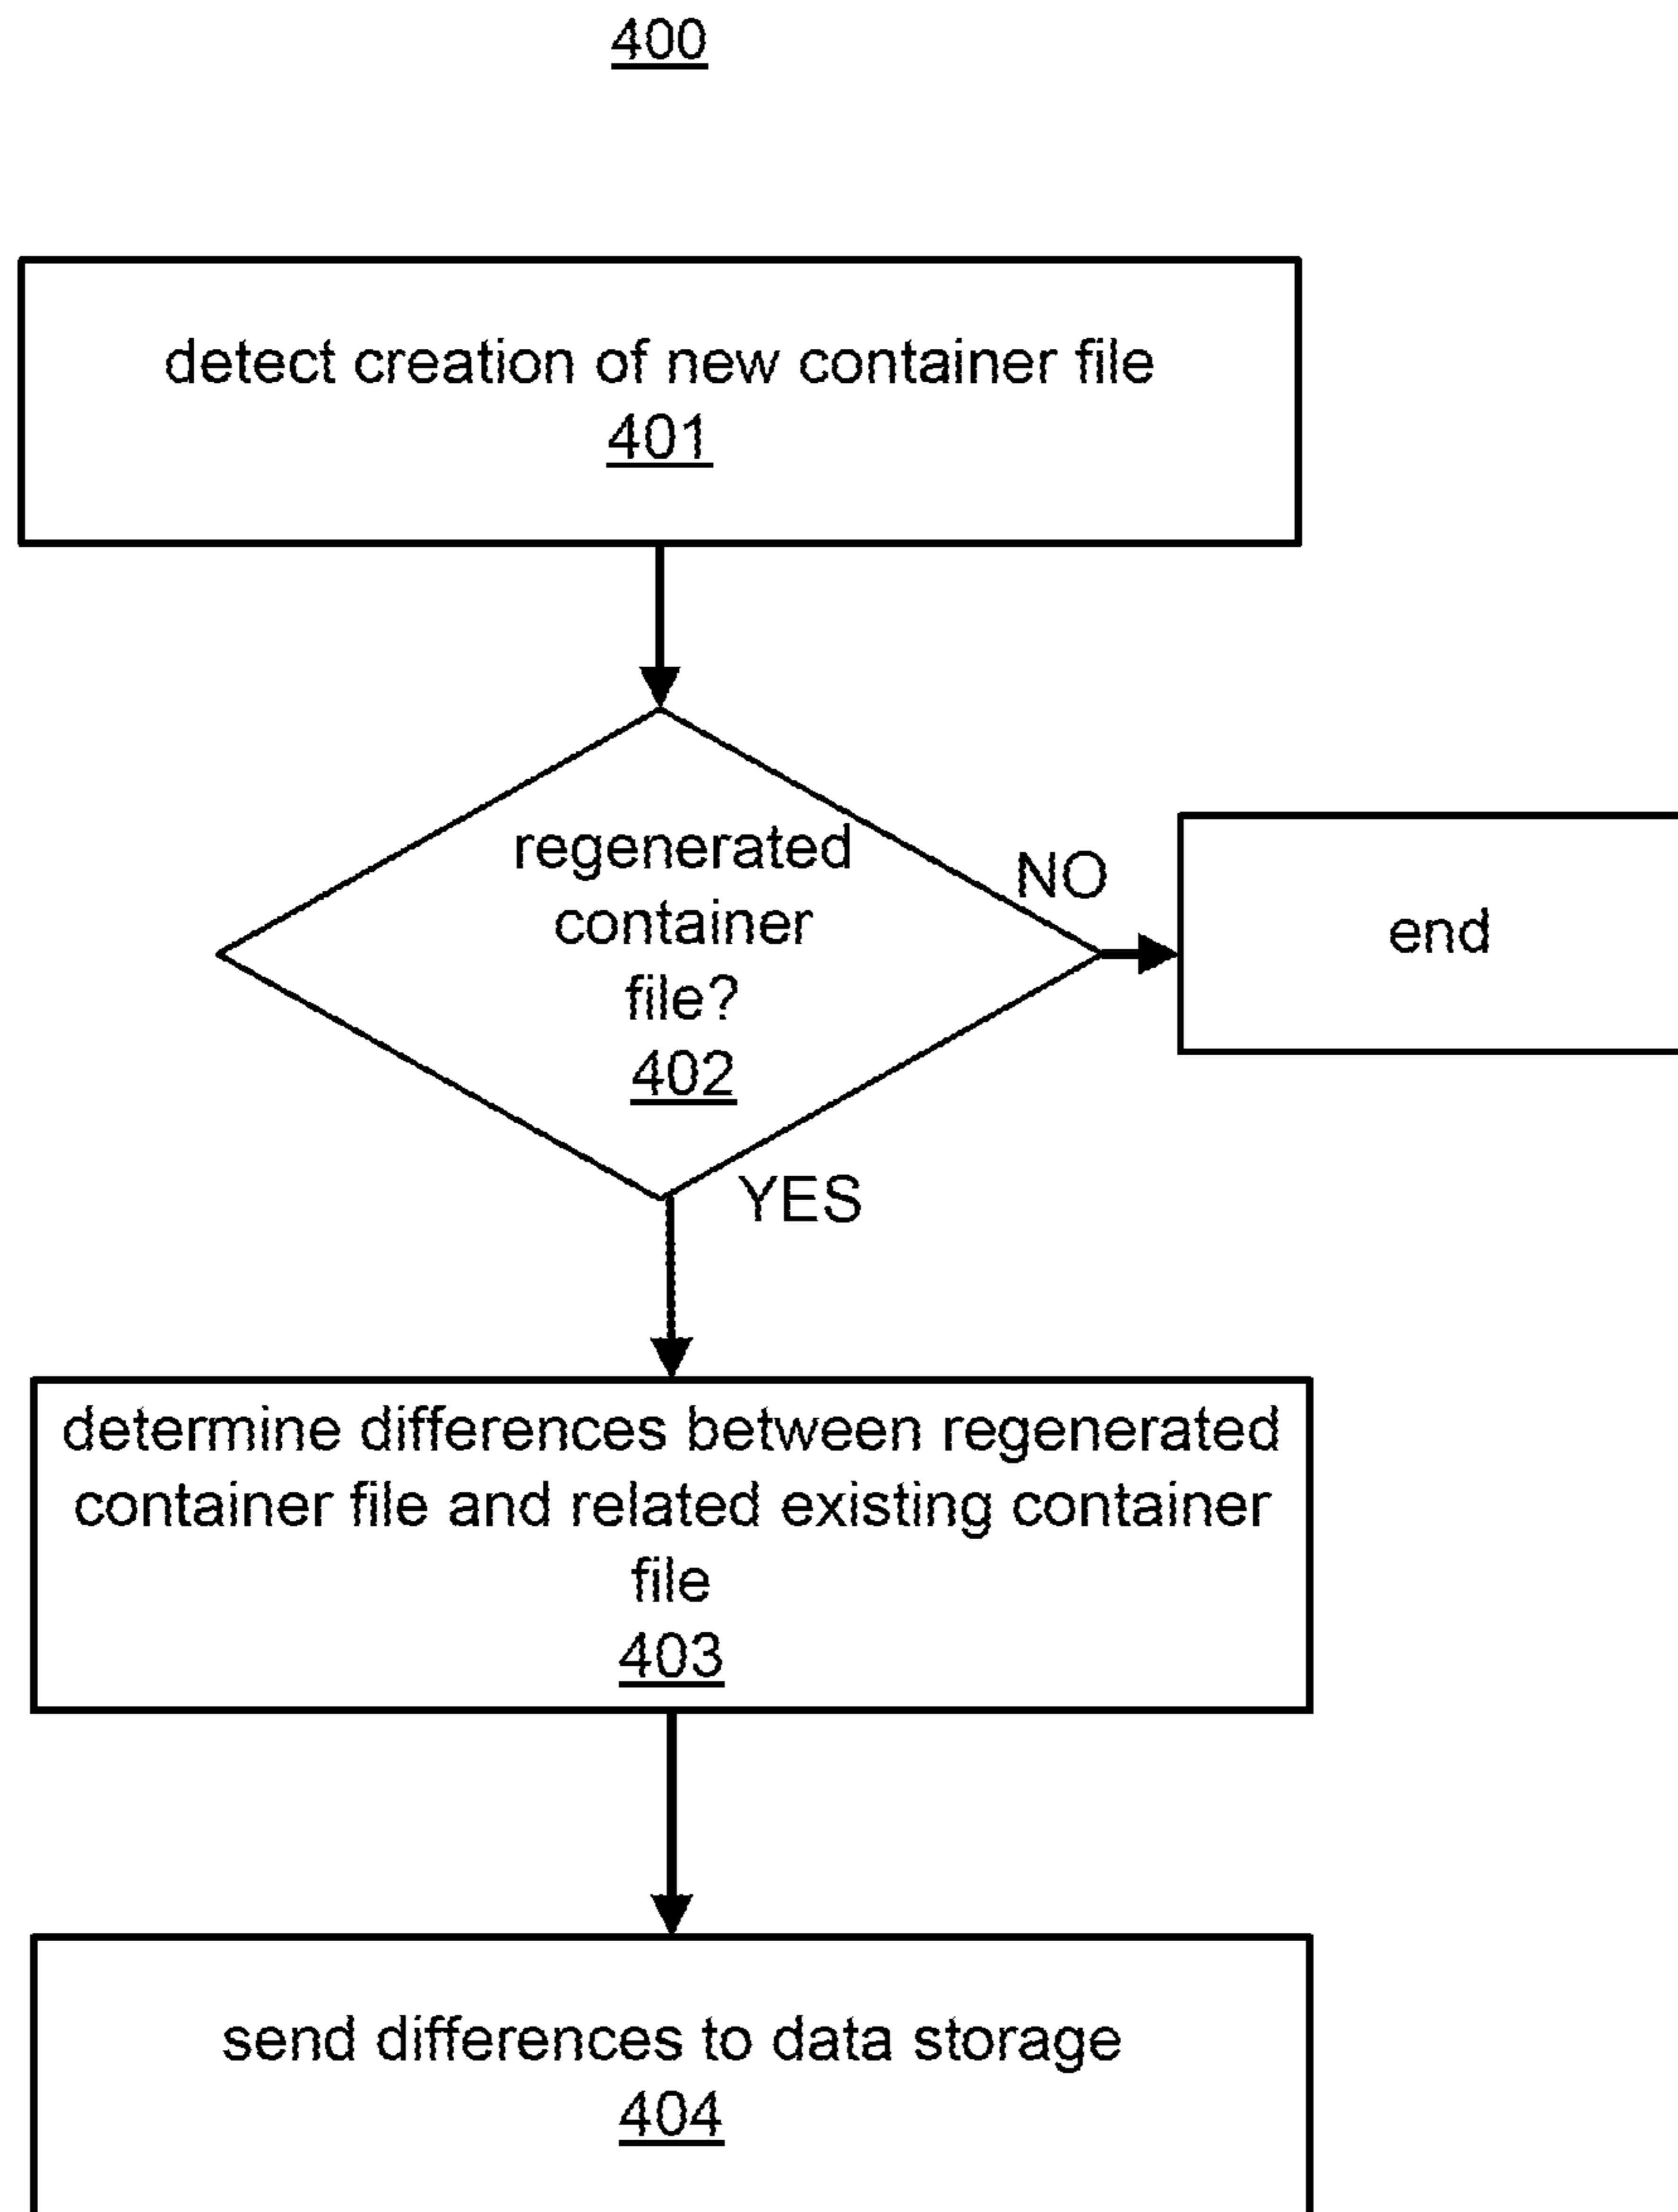 400
detect creation of new container file
401
regenerated
container
file?
402
NO
end
YES
determine differences between regenerated
container file and related existing container
file
403
send differences to data storage
404